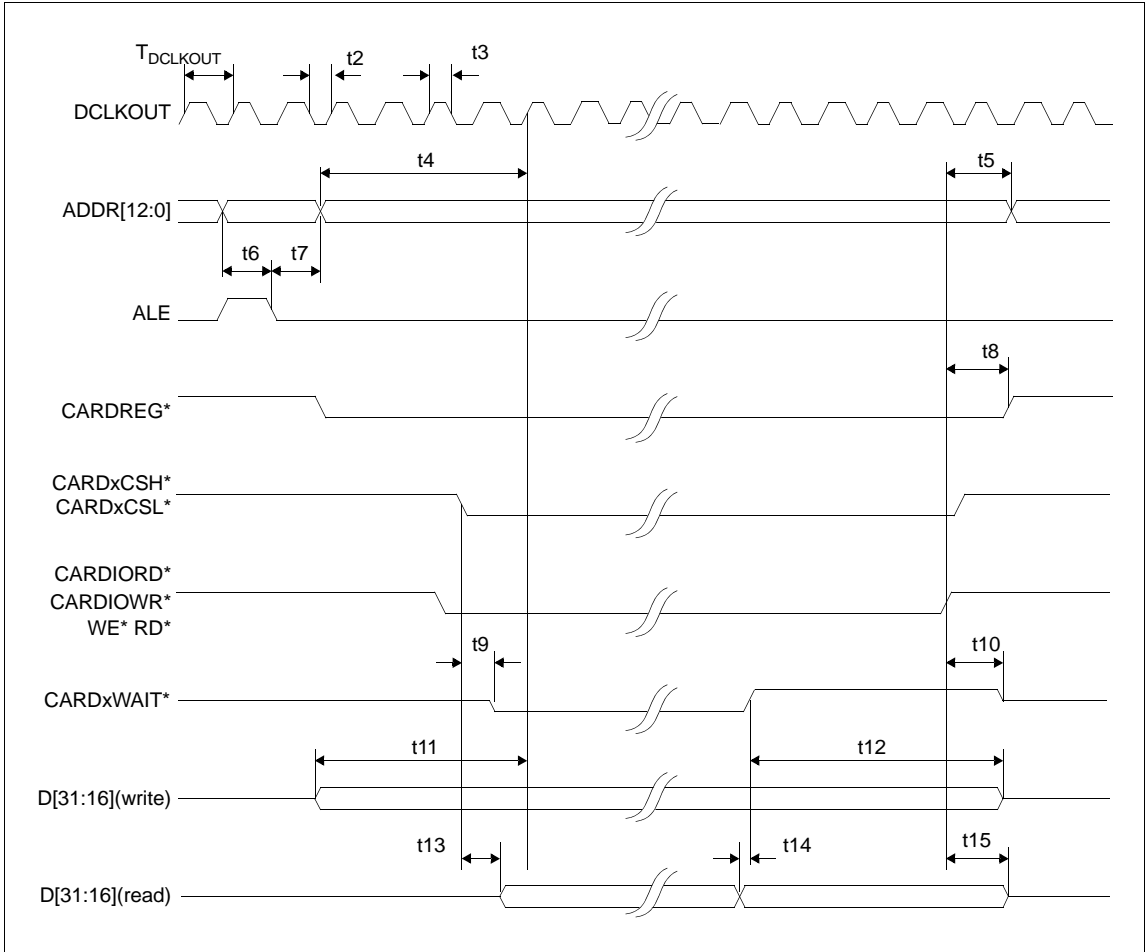 TDCLKOUT
t2
t3
DCLKOUT
t4
t5
ADDR[12:0]
t6
t7
ALE
t8
CARDREG*
CARDxCSH*
CARDxCSL*
CARDIORD*
CARDIOWR*
WE* RD*
t9
t10
CARDxWAIT*
t11
t12
D[31:16](write)
t13
t14
t15
D[31:16](read)